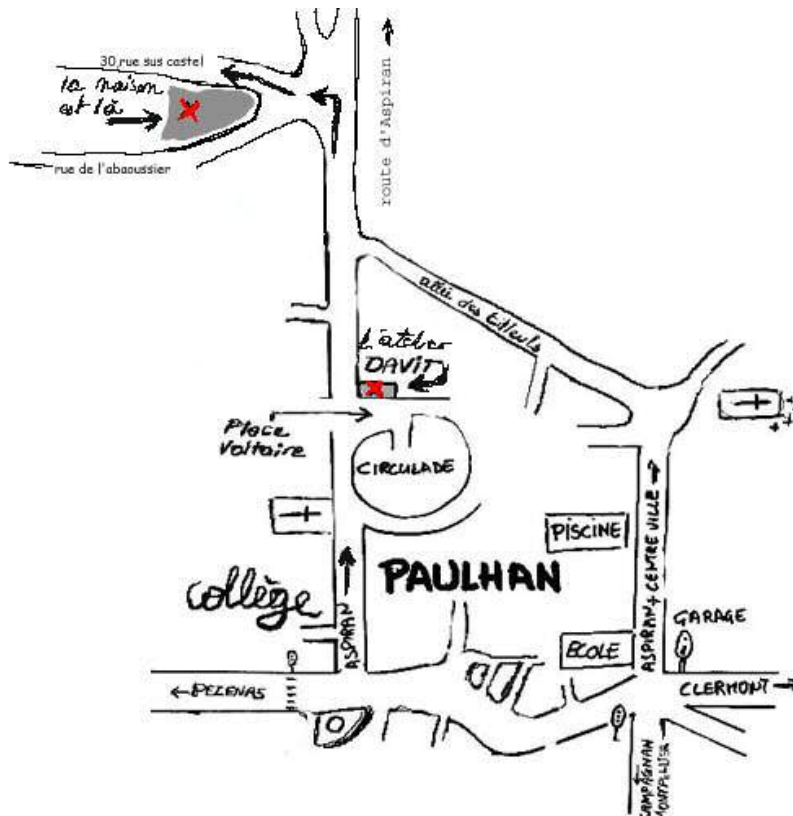 30 rue sus castel
la maison
est là
rue de l'abaoussier
route d'Aspiran
allée des tilleuls
L'atelier
DAVIT
Place
Voltaire
CIRCULADE
PISCINE
ASPIRAN + CENTRE VILLE
PAULHAN
collège
ASPIRAN
GARAGE
ECOLE
PEZENAS
CLERMONT
CAMPAGNAN
MONTPELLIER